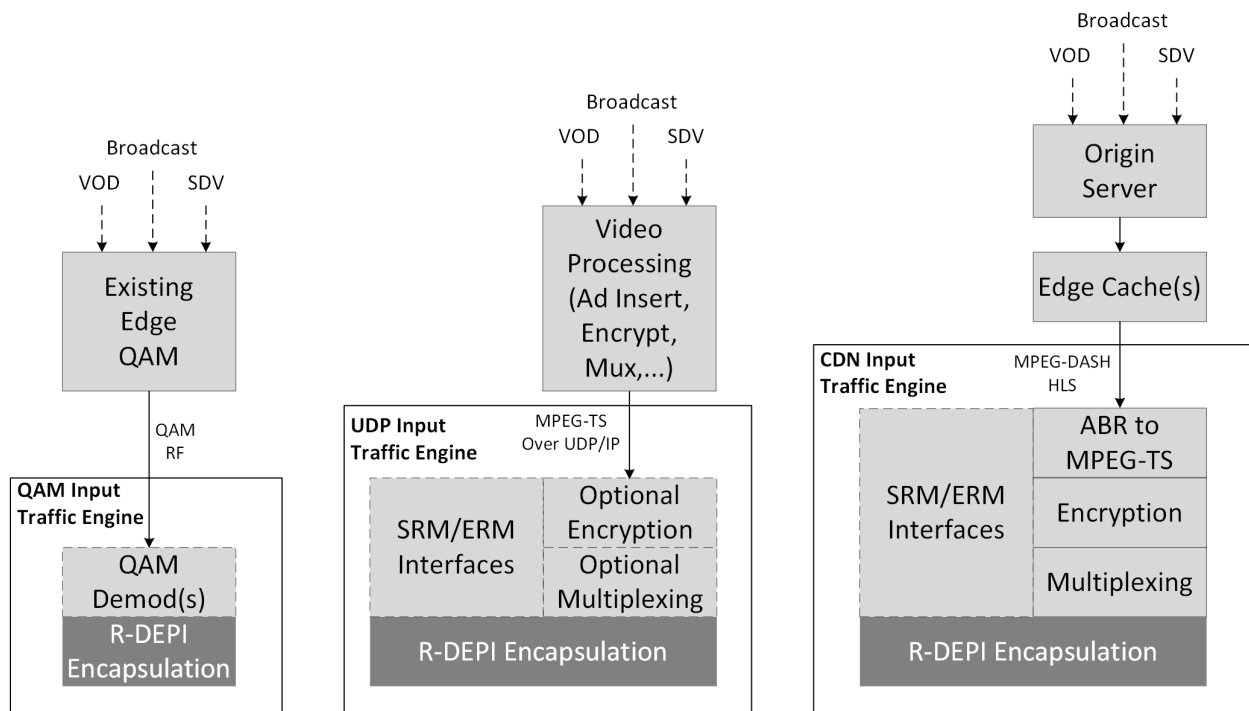 Broadcast
VOD
SDV
Existing
Edge
QAM
QAM
RF
QAM Input
Traffic Engine
QAM
Demod(s)
R-DEPI
Encapsulation
Broadcast
VOD
SDV
Video
Processing
(Ad Insert,
Encrypt,
Mux,...)
UDP Input
Traffic Engine
MPEG-TS
Over UDP/IP
SRM/ERM
Interfaces
Optional
Encryption
Optional
Multiplexing
R-DEPI Encapsulation
Broadcast
VOD
SDV
Origin
Server
Edge Cache(s)
CDN Input
Traffic Engine
MPEG-DASH
HLS
SRM/ERM
Interfaces
ABR to
MPEG-TS
Encryption
Multiplexing
R-DEPI Encapsulation